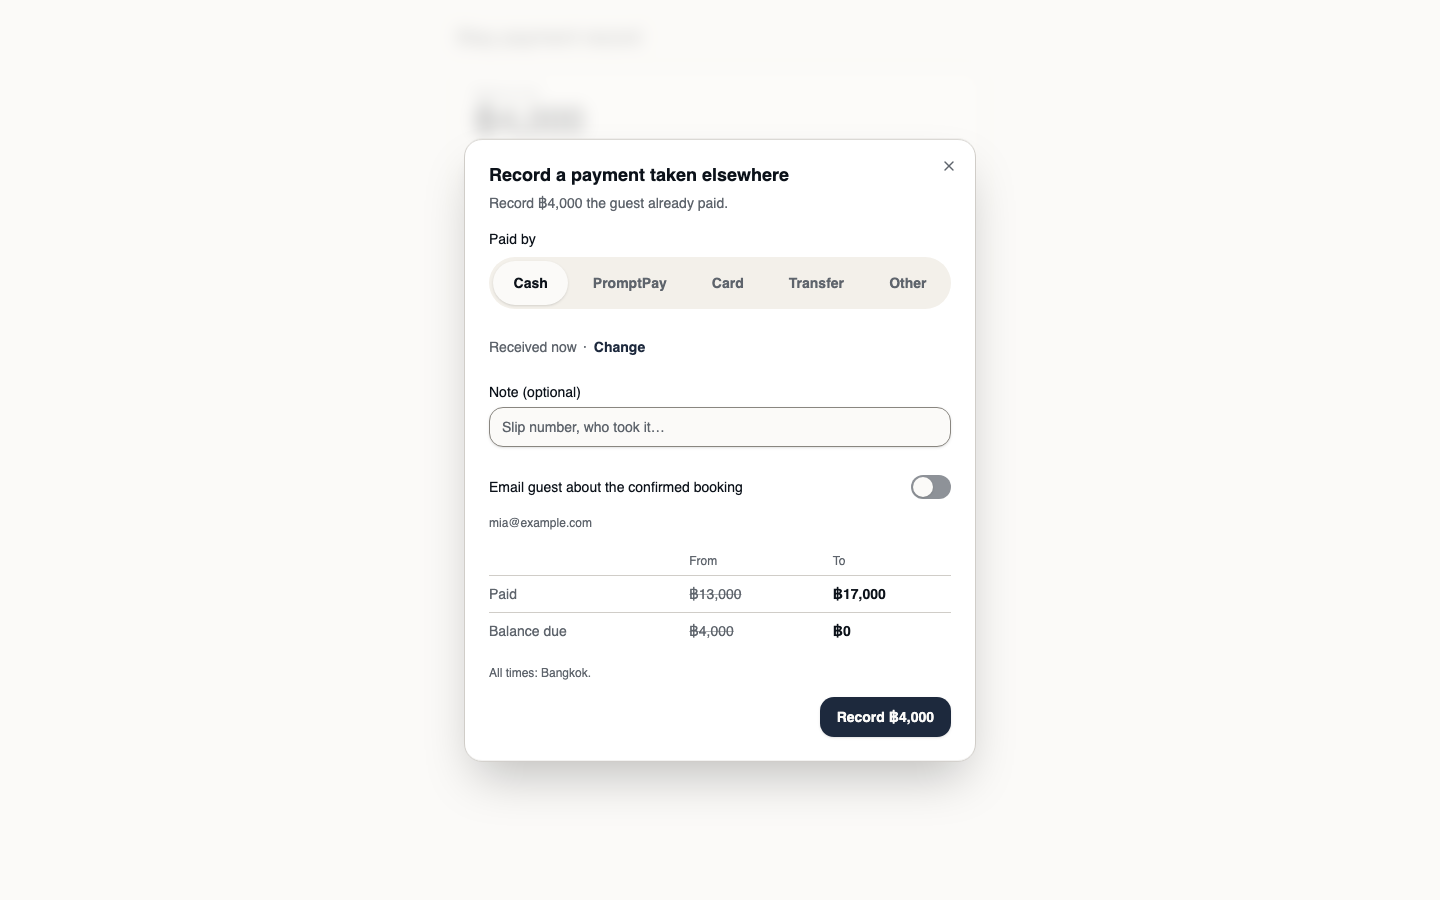 Record a payment taken elsewhere
Record ฿4,000 the guest already paid.
Paid by
Cash PromptPay Card Transfer Other
Received now · Change
Note (optional)
Slip number, who took it…
Email guest about the confirmed booking
mia@example.com
From To
Paid ฿13,000 ฿17,000
Balance due ฿4,000 ฿0
All times: Bangkok.
Record ฿4,000